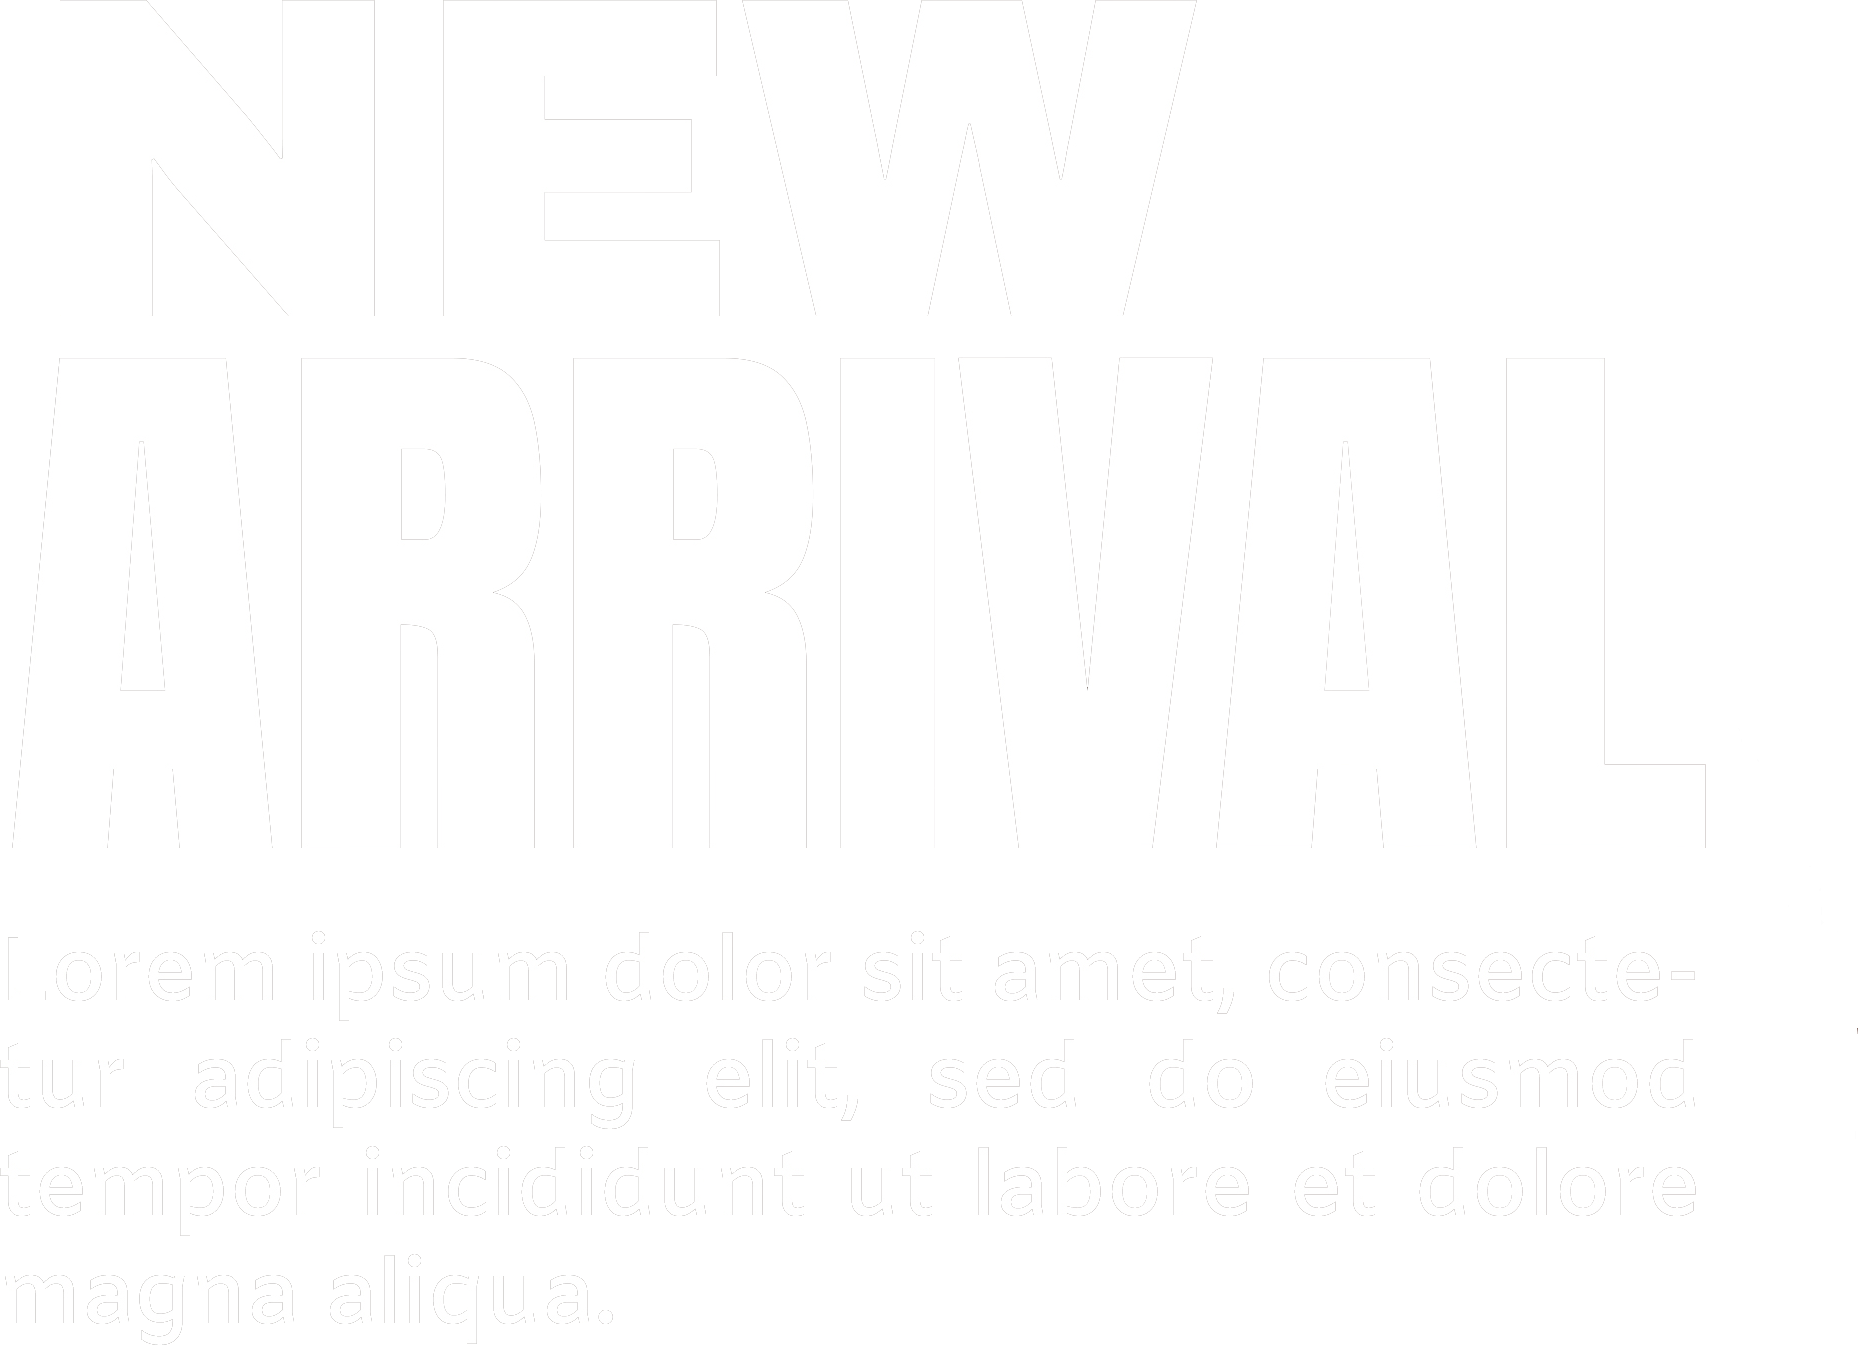 NEW
ARRIVAL
Lorem ipsum dolor sit amet, consecte-
tur adipiscing elit, sed do eiusmod
tempor incididunt ut labore et dolore
magna aliqua.